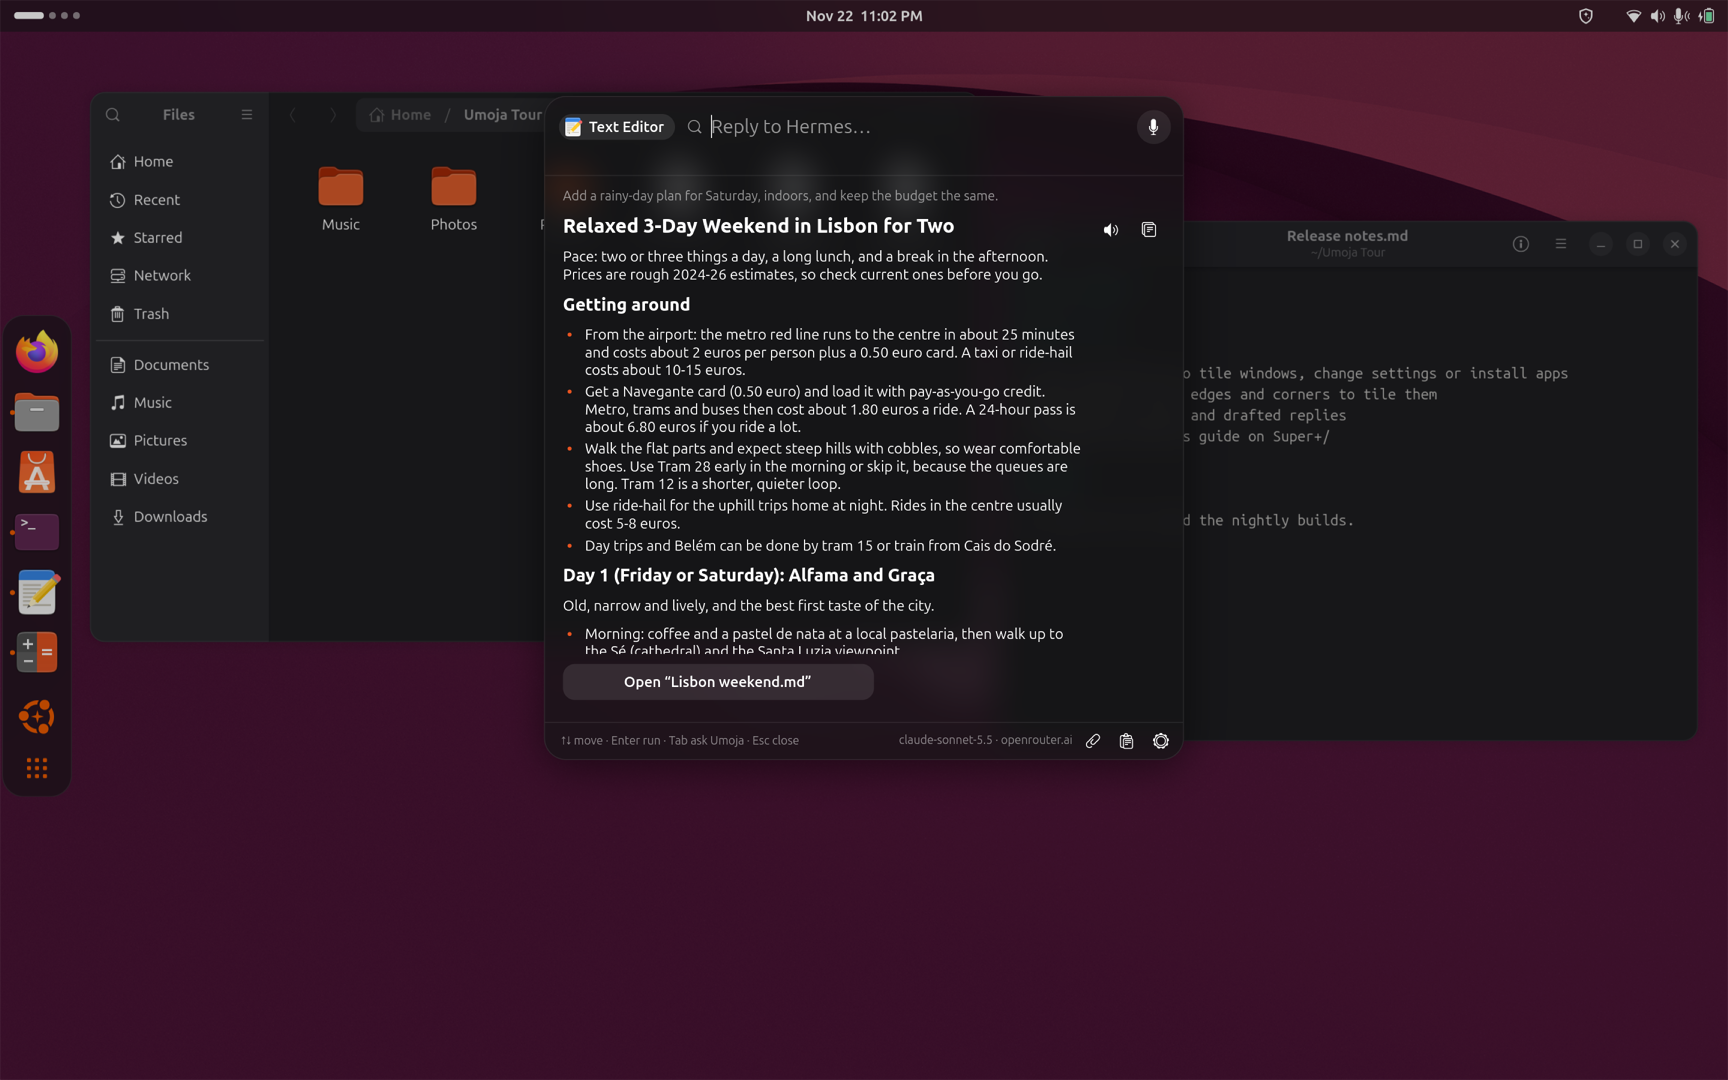 Nov 22 11:02 PM
Files
Home / Umoja Tour
Home
Recent
Starred
Network
Trash
Documents
Music
Pictures
Videos
Downloads
Music
Photos
Text Editor
Reply to Hermes…
Add a rainy-day plan for Saturday, indoors, and keep the budget the same.
Relaxed 3-Day Weekend in Lisbon for Two
Pace: two or three things a day, a long lunch, and a break in the afternoon.
Prices are rough 2024-26 estimates, so check current ones before you go.
Getting around
• From the airport: the metro red line runs to the centre in about 25 minutes
and costs about 2 euros per person plus a 0.50 euro card. A taxi or ride-hail
costs about 10-15 euros.
• Get a Navegante card (0.50 euro) and load it with pay-as-you-go credit.
Metro, trams and buses then cost about 1.80 euros a ride. A 24-hour pass is
about 6.80 euros if you ride a lot.
• Walk the flat parts and expect steep hills with cobbles, so wear comfortable
shoes. Use Tram 28 early in the morning or skip it, because the queues are
long. Tram 12 is a shorter, quieter loop.
• Use ride-hail for the uphill trips home at night. Rides in the centre usually
cost 5-8 euros.
• Day trips and Belém can be done by tram 15 or train from Cais do Sodré.
Day 1 (Friday or Saturday): Alfama and Graça
Old, narrow and lively, and the best first taste of the city.
• Morning: coffee and a pastel de nata at a local pastelaria, then walk up to
the Sé (cathedral) and the Santa Luzia viewpoint
Open “Lisbon weekend.md”
↑↓ move · Enter run · Tab ask Umoja · Esc close
claude-sonnet-5.5 · openrouter.ai
Release notes.md
~/Umoja Tour
o tile windows, change settings or install apps
edges and corners to tile them
and drafted replies
s guide on Super+/
d the nightly builds.